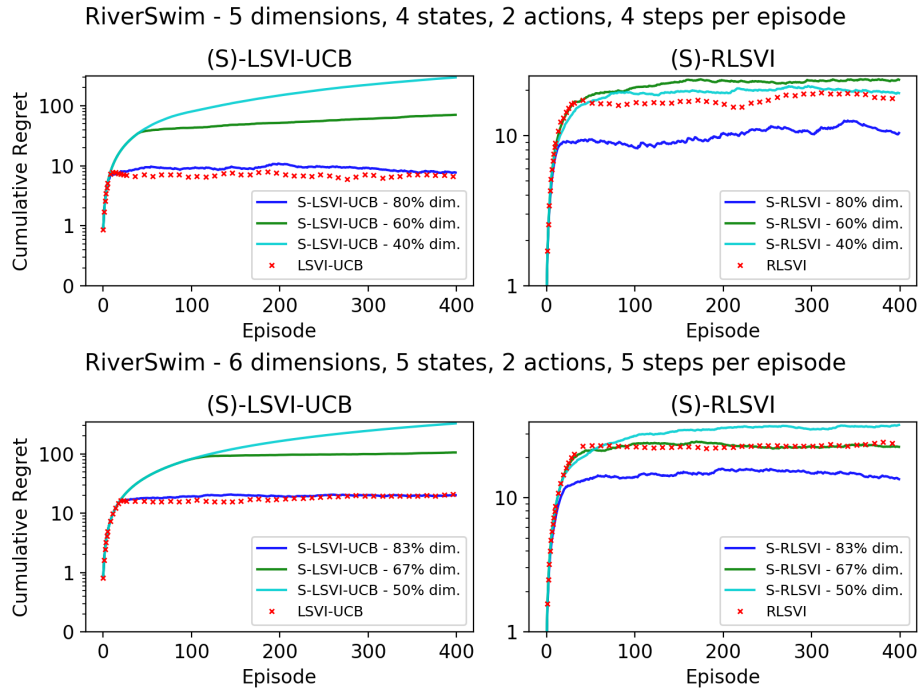 RiverSwim - 5 dimensions, 4 states, 2 actions, 4 steps per episode
(S)-LSVI-UCB
Cumulative Regret
100
10
1
0
S-LSVI-UCB - 80% dim.
S-LSVI-UCB - 60% dim.
S-LSVI-UCB - 40% dim.
LSVI-UCB
0
100
200
300
400
Episode
(S)-RLSVI
10
1
S-RLSVI - 80% dim.
S-RLSVI - 60% dim.
S-RLSVI - 40% dim.
RLSVI
0
100
200
300
400
Episode
RiverSwim - 6 dimensions, 5 states, 2 actions, 5 steps per episode
(S)-LSVI-UCB
Cumulative Regret
100
10
1
0
S-LSVI-UCB - 83% dim.
S-LSVI-UCB - 67% dim.
S-LSVI-UCB - 50% dim.
LSVI-UCB
0
100
200
300
400
Episode
(S)-RLSVI
10
1
S-RLSVI - 83% dim.
S-RLSVI - 67% dim.
S-RLSVI - 50% dim.
RLSVI
0
100
200
300
400
Episode